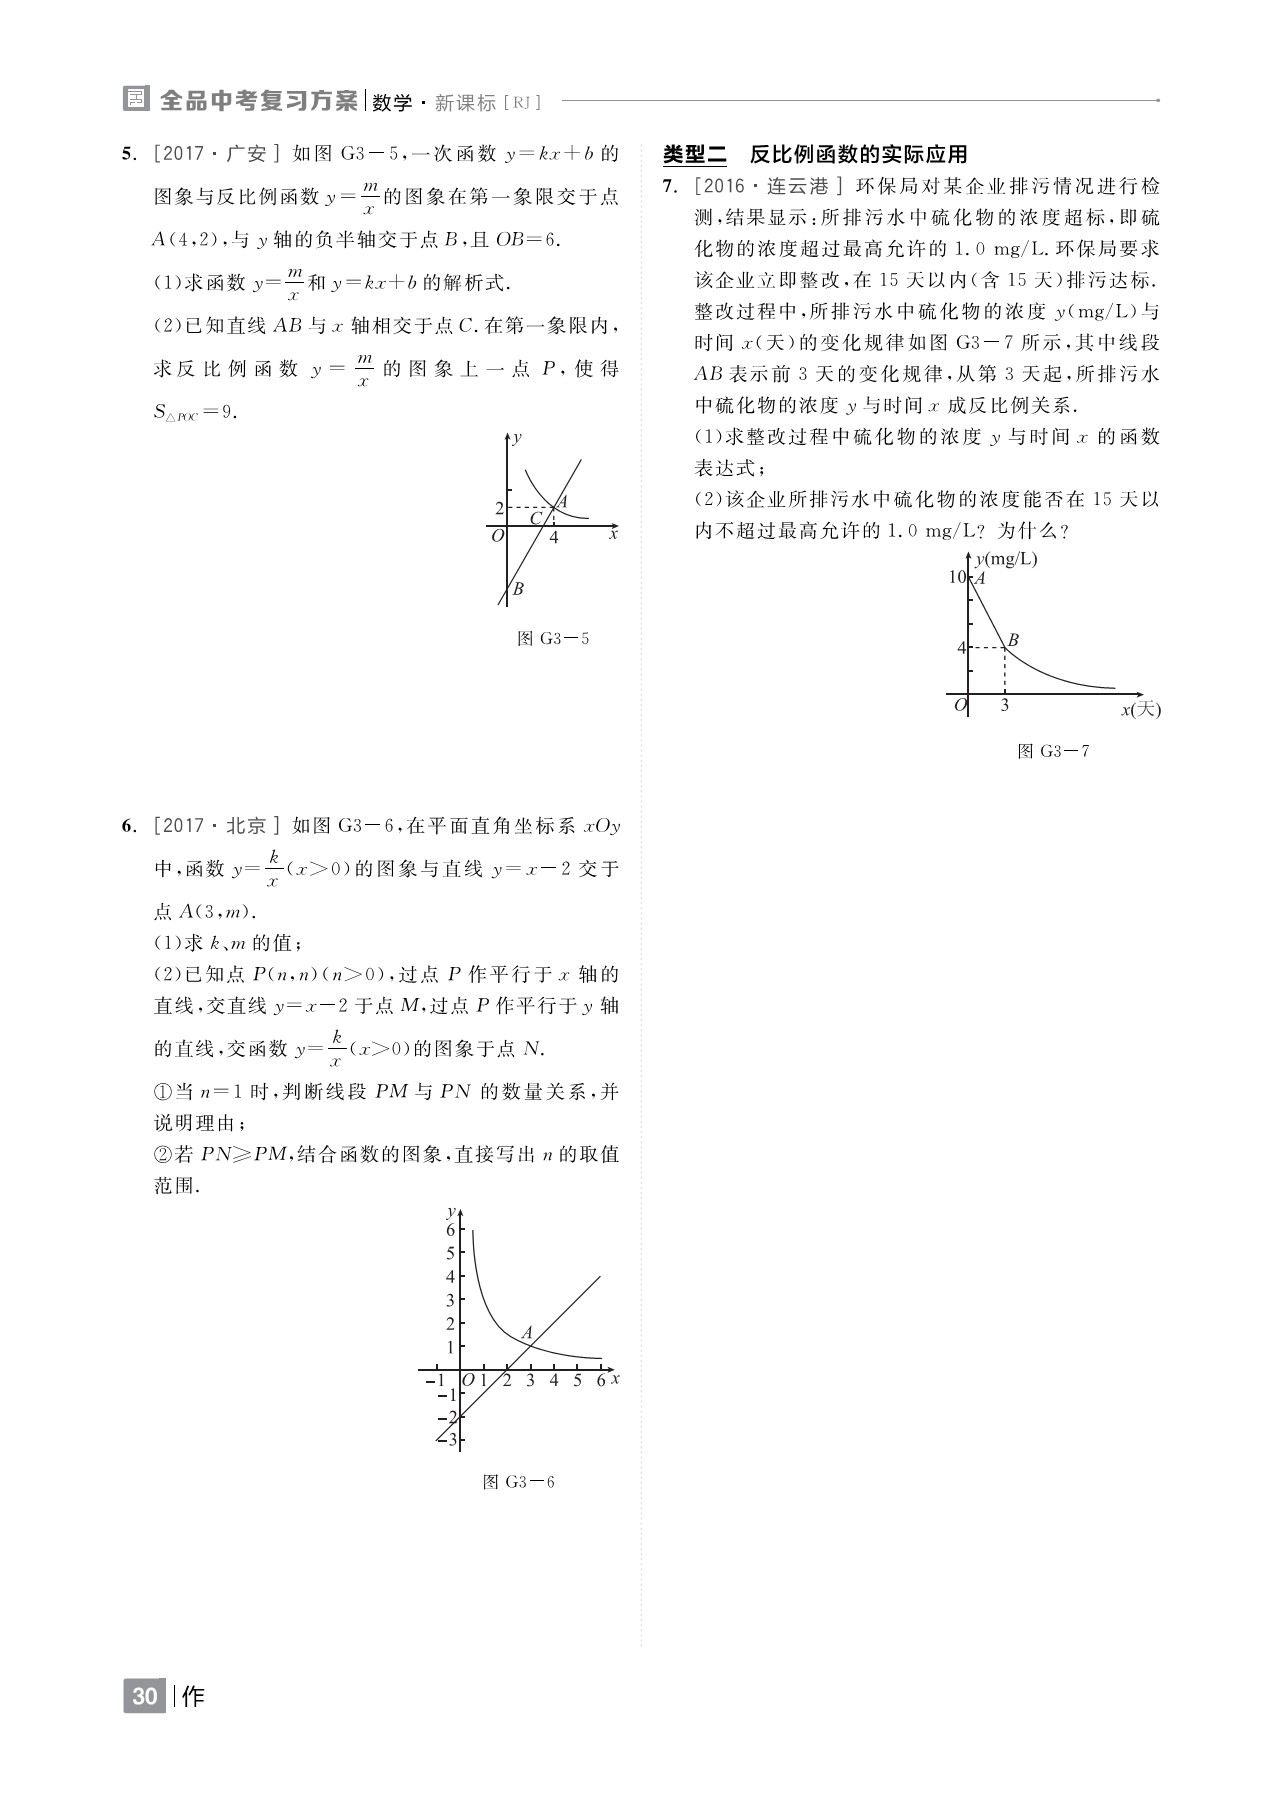 全品中考复习方案 数学·新课标[RJ]
5. [2017·广安] 如图 G3-5,一次函数 y=kx+b 的
图象与反比例函数 y=m/x的图象在第一象限交于点
A(4,2),与 y 轴的负半轴交于点 B,且 OB=6.
(1)求函数 y=m/x和 y=kx+b 的解析式.
(2)已知直线 AB 与 x 轴相交于点 C. 在第一象限内,
求反比例函数 y=m/x的图象上一点 P,使得
S△POC=9.
y
2
A
C
O
4
x
B
图 G3-5
6. [2017·北京] 如图 G3-6,在平面直角坐标系 xOy
中,函数 y=k/x(x>0)的图象与直线 y=x-2 交于
点 A(3,m).
(1)求 k、m 的值;
(2)已知点 P(n,n)(n>0),过点 P 作平行于 x 轴的
直线,交直线 y=x-2 于点 M,过点 P 作平行于 y 轴
的直线,交函数 y=k/x(x>0)的图象于点 N.
①当 n=1 时,判断线段 PM 与 PN 的数量关系,并
说明理由;
②若 PN≥PM,结合函数的图象,直接写出 n 的取值
范围.
y
6
5
4
3
2
1
A
-1 O 1 2 3 4 5 6 x
-1
-2
-3
图 G3-6
类型二 反比例函数的实际应用
7. [2016·连云港] 环保局对某企业排污情况进行检
测,结果显示:所排污水中硫化物的浓度超标,即硫
化物的浓度超过最高允许的 1.0 mg/L. 环保局要求
该企业立即整改,在 15 天以内(含 15 天)排污达标.
整改过程中,所排污水中硫化物的浓度 y(mg/L)与
时间 x(天)的变化规律如图 G3-7 所示,其中线段
AB 表示前 3 天的变化规律,从第 3 天起,所排污水
中硫化物的浓度 y 与时间 x 成反比例关系.
(1)求整改过程中硫化物的浓度 y 与时间 x 的函数
表达式;
(2)该企业所排污水中硫化物的浓度能否在 15 天以
内不超过最高允许的 1.0 mg/L? 为什么?
y(mg/L)
10 A
4
B
O 3
x(天)
图 G3-7
30 作